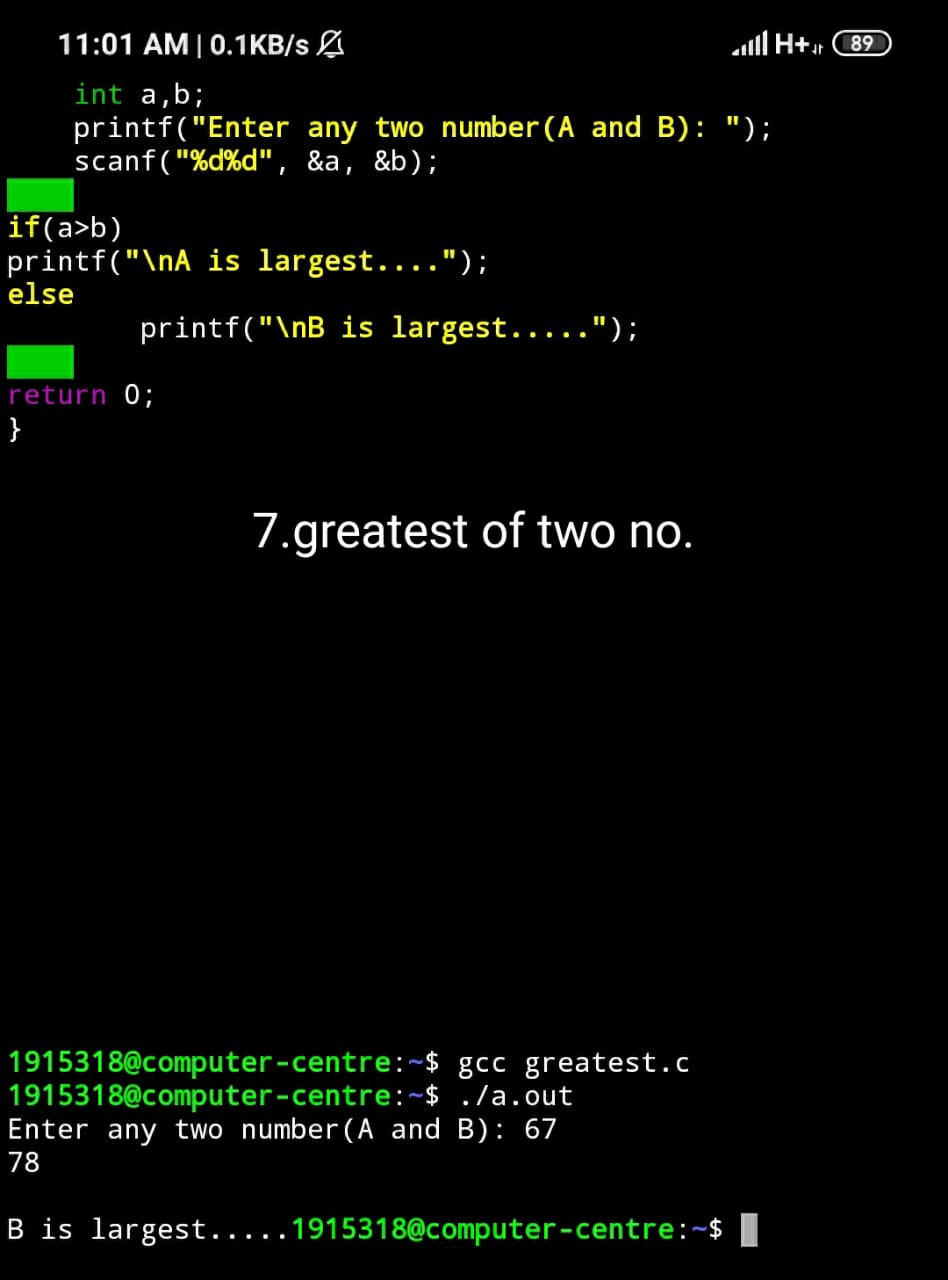 11:01 AM | 0.1KB/s H+ 89
int a,b;
printf("Enter any two number(A and B): ");
scanf("%d%d", &a, &b);
if(a>b)
printf("\nA is largest....");
else
printf("\nB is largest.....");
return 0;
}
7.greatest of two no.
1915318@computer-centre:~$ gcc greatest.c
1915318@computer-centre:~$ ./a.out
Enter any two number(A and B): 67
78
B is largest.....1915318@computer-centre:~$